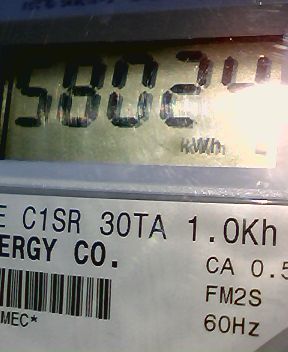 58024
kWh
E C1SR 30TA 1.0Kh
ERGY CO.
CA 0.5
FM2S
MEC*
60Hz